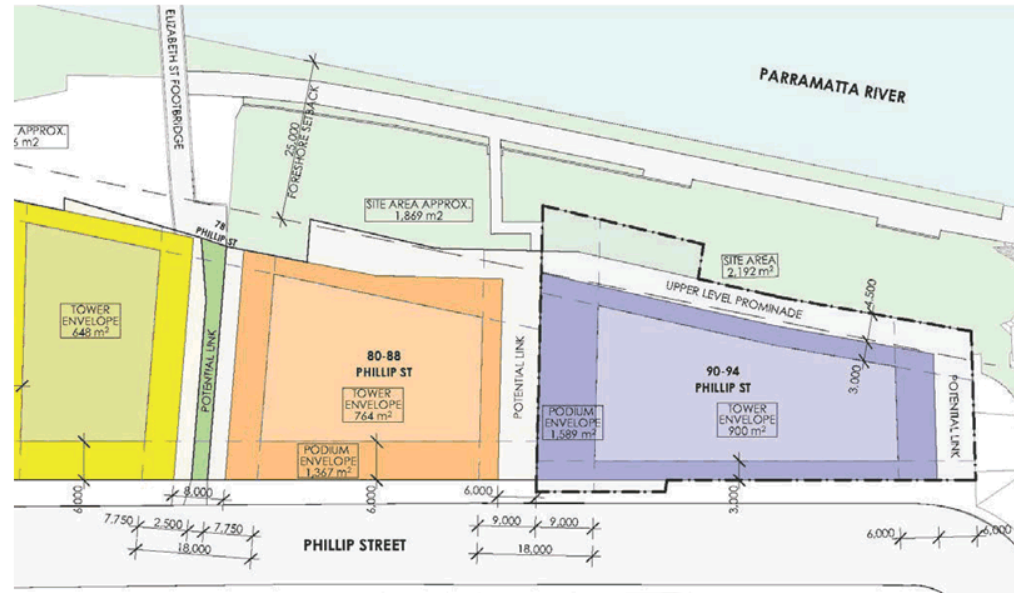 ELIZABETH ST FOOTBRIDGE
PARRAMATTA RIVER
APPROX.
6 m2
25,000
FORESHORE SETBACK
SITE AREA APPROX.
1,869 m2
78
PHILLIP ST
SITE AREA
2,192 m²
UPPER LEVEL PROMINADE
4,500
3,000
TOWER
ENVELOPE
648 m²
POTENTIAL LINK
80-88
PHILLIP ST
TOWER
ENVELOPE
764 m²
PODIUM
ENVELOPE
1,367 m²
POTENTIAL LINK
90-94
PHILLIP ST
PODIUM
ENVELOPE
1,589 m²
TOWER
ENVELOPE
900 m²
POTENTIAL LINK
6,000
8,000
6,000
6,000
3,000
7,750
2,500
7,750
18,000
9,000
9,000
18,000
6,000
6,000
PHILLIP STREET